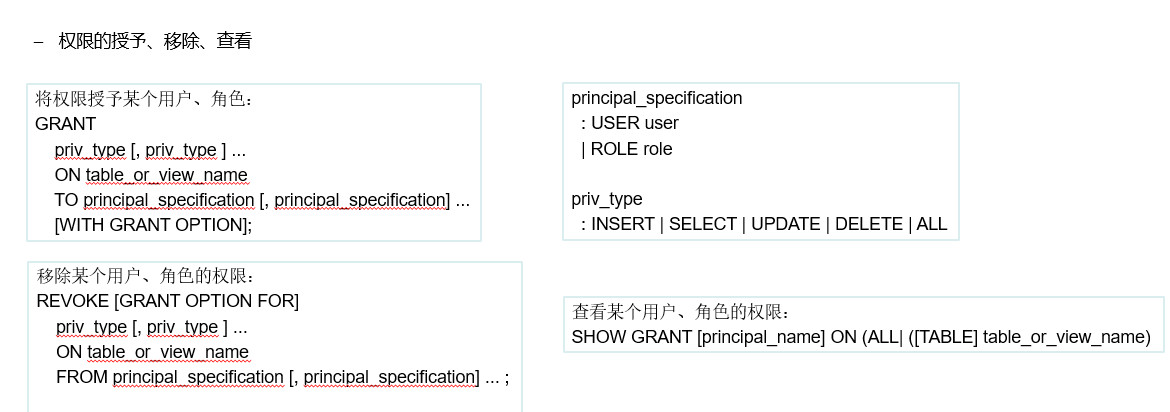 – 权限的授予、移除、查看
将权限授予某个用户、角色：
GRANT
priv_type [, priv_type ] ...
ON table_or_view_name
TO principal_specification [, principal_specification] ...
[WITH GRANT OPTION];
principal_specification
: USER user
| ROLE role
priv_type
: INSERT | SELECT | UPDATE | DELETE | ALL
移除某个用户、角色的权限：
REVOKE [GRANT OPTION FOR]
priv_type [, priv_type ] ...
ON table_or_view_name
FROM principal_specification [, principal_specification] ... ;
查看某个用户、角色的权限：
SHOW GRANT [principal_name] ON (ALL| ([TABLE] table_or_view_name)